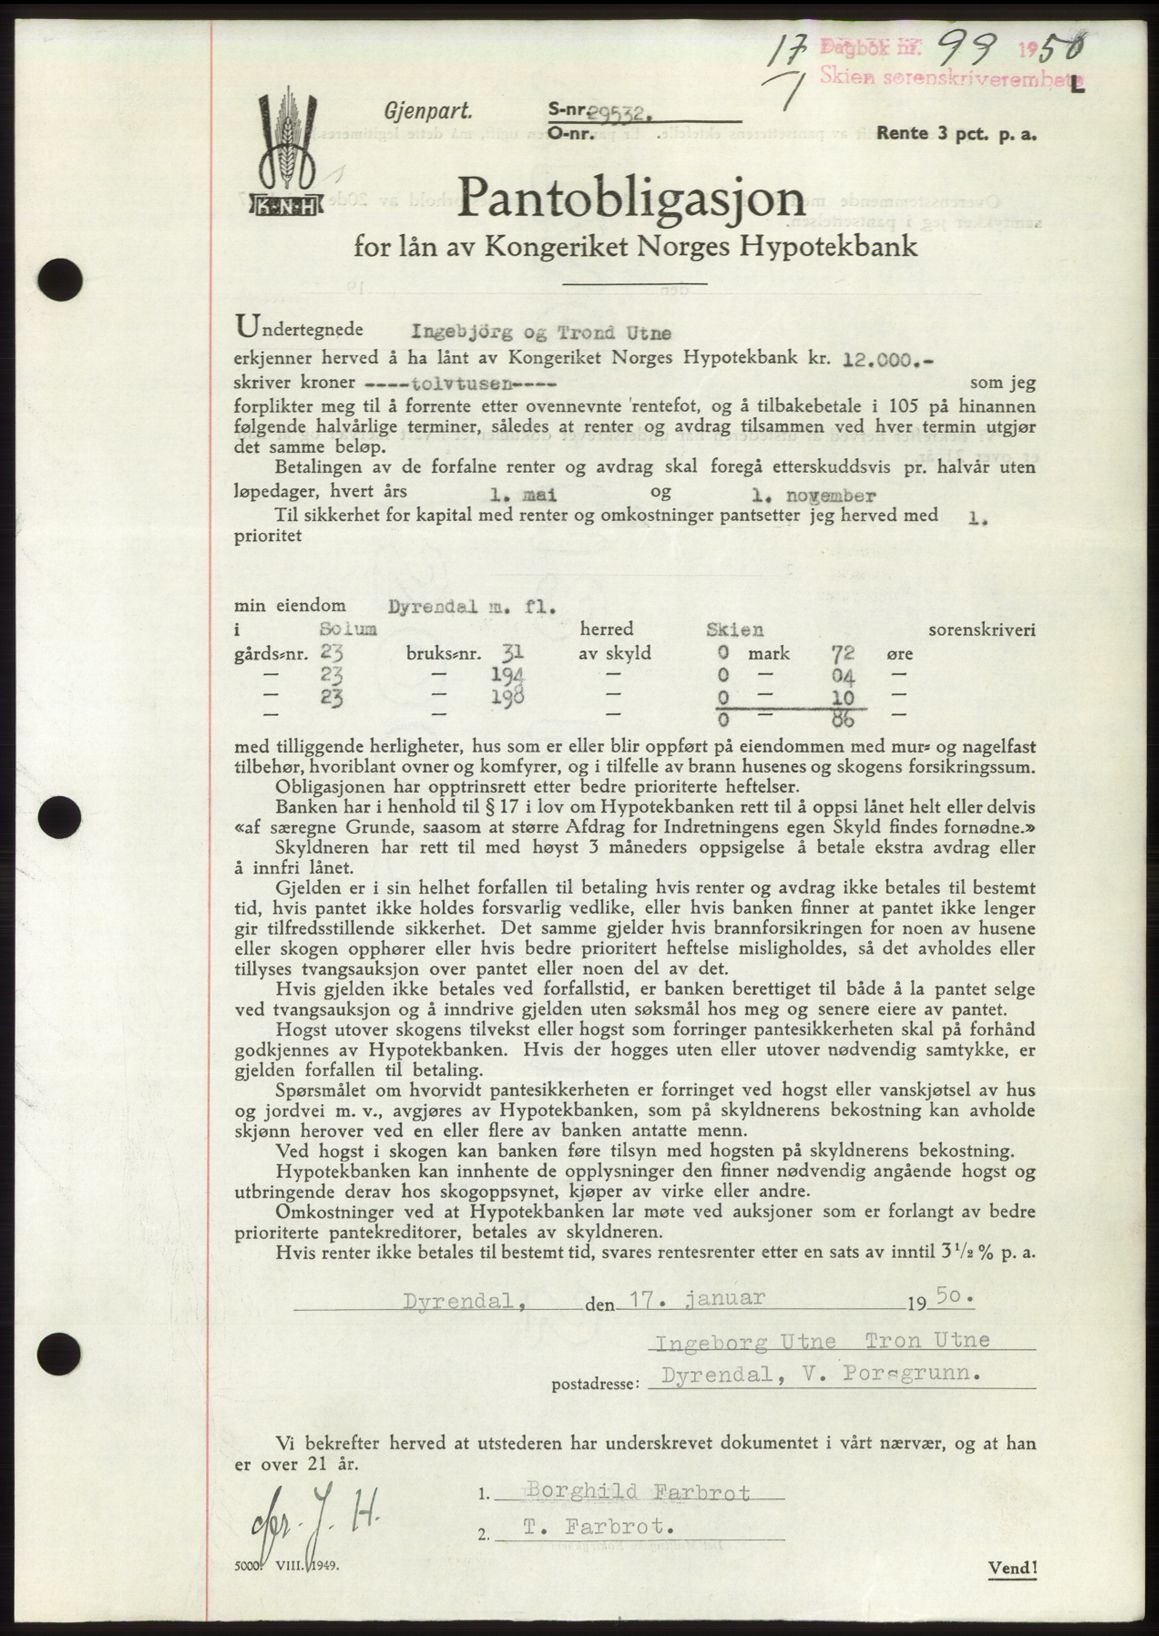 17/1 Dagbok nr. 99 1950
Skien sorenskriverembete
L
Gjenpart.
S-nr. 29532.
O-nr.
Rente 3 pct. p. a.
K·N·H
Pantobligasjon
for lån av Kongeriket Norges Hypotekbank
Undertegnede Ingebjörg og Trond Utne
erkjenner herved å ha lånt av Kongeriket Norges Hypotekbank kr. 12.000.-
skriver kroner ----tolvtusen---- som jeg
forplikter meg til å forrente etter ovennevnte rentefot, og å tilbakebetale i 105 på hinannen
følgende halvårlige terminer, således at renter og avdrag tilsammen ved hver termin utgjør
det samme beløp.
Betalingen av de forfalne renter og avdrag skal foregå etterskuddsvis pr. halvår uten
løpedager, hvert års 1. mai og 1. november
Til sikkerhet for kapital med renter og omkostninger pantsetter jeg herved med 1.
prioritet
min eiendom Dyrendal m. fl.
i Solum herred Skien sorenskriveri
gårds-nr. 23 bruks-nr. 31 av skyld 0 mark 72 øre
— 23 — 194 — 0 — 04 —
— 23 — 198 — 0 — 10 —
— — — 0 — 86 —
med tilliggende herligheter, hus som er eller blir oppført på eiendommen med mur- og nagelfast
tilbehør, hvoriblant ovner og komfyrer, og i tilfelle av brann husenes og skogens forsikringssum.
Obligasjonen har opptrinsrett etter bedre prioriterte heftelser.
Banken har i henhold til § 17 i lov om Hypotekbanken rett til å oppsi lånet helt eller delvis
«af særegne Grunde, saasom at større Afdrag for Indretningens egen Skyld findes fornødne.»
Skyldneren har rett til med høyst 3 måneders oppsigelse å betale ekstra avdrag eller
å innfri lånet.
Gjelden er i sin helhet forfallen til betaling hvis renter og avdrag ikke betales til bestemt
tid, hvis pantet ikke holdes forsvarlig vedlike, eller hvis banken finner at pantet ikke lenger
gir tilfredsstillende sikkerhet. Det samme gjelder hvis brannforsikringen for noen av husene
eller skogen opphører eller hvis bedre prioritert heftelse misligholdes, så det avholdes eller
tillyses tvangsauksjon over pantet eller noen del av det.
Hvis gjelden ikke betales ved forfallstid, er banken berettiget til både å la pantet selge
ved tvangsauksjon og å inndrive gjelden uten søksmål hos meg og senere eiere av pantet.
Hogst utover skogens tilvekst eller hogst som forringer pantesikkerheten skal på forhånd
godkjennes av Hypotekbanken. Hvis der hogges uten eller utover nødvendig samtykke, er
gjelden forfallen til betaling.
Spørsmålet om hvorvidt pantesikkerheten er forringet ved hogst eller vanskjøtsel av hus
og jordvei m. v., avgjøres av Hypotekbanken, som på skyldnerens bekostning kan avholde
skjønn herover ved en eller flere av banken antatte menn.
Ved hogst i skogen kan banken føre tilsyn med hogsten på skyldnerens bekostning.
Hypotekbanken kan innhente de opplysninger den finner nødvendig angående hogst og
utbringende derav hos skogoppsynet, kjøper av virke eller andre.
Omkostninger ved at Hypotekbanken lar møte ved auksjoner som er forlangt av bedre
prioriterte pantekreditorer, betales av skyldneren.
Hvis renter ikke betales til bestemt tid, svares rentesrenter etter en sats av inntil 3 1/2 % p. a.
Dyrendal, den 17. januar 1950.
Ingeborg Utne Tron Utne
postadresse: Dyrendal, V. Porsgrunn.
Vi bekrefter herved at utstederen har underskrevet dokumentet i vårt nærvær, og at han
er over 21 år.
1. Borghild Farbrot
2. T. Farbrot.
J. H.
5000. VIII. 1949.
Vend!